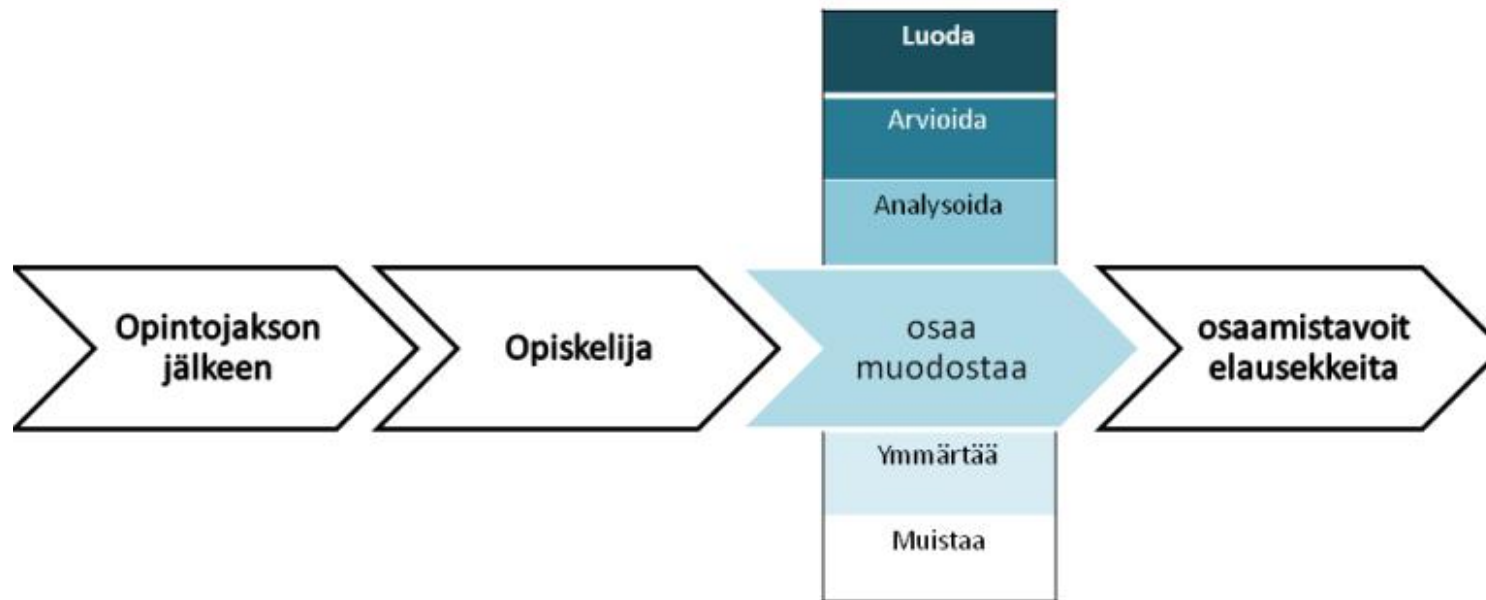 Luoda
Arvioida
Analysoida
Opintojakson
jälkeen
Opiskelija
osaa
muodostaa
osaamistavoit
elausekkeita
Ymmärtää
Muistaa